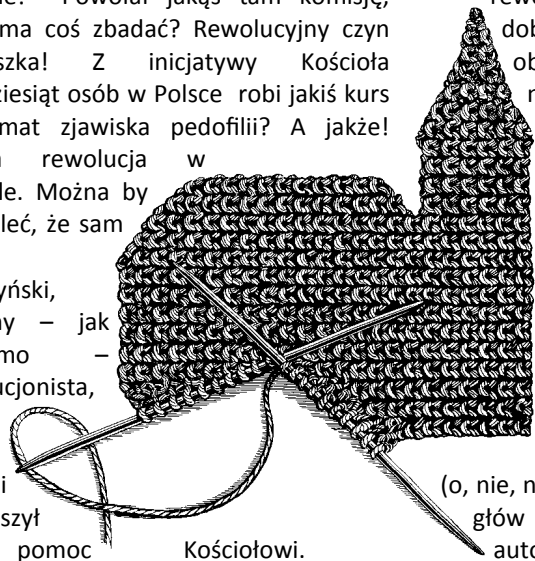 Powołał jakąś tam komisję,
ma coś zbadać? Rewolucyjny czyn
szka! Z inicjatywy Kościoła
ziesiąt osób w Polsce robi jakiś kurs
mat zjawiska pedofilii? A jakże!
rewolucja w
le. Można by
leć, że sam
yński,
ny – jak
mo –
ucjonista,
i
szył
pomoc Kościołowi.
dob
ob
(o, nie, n
głów
auto